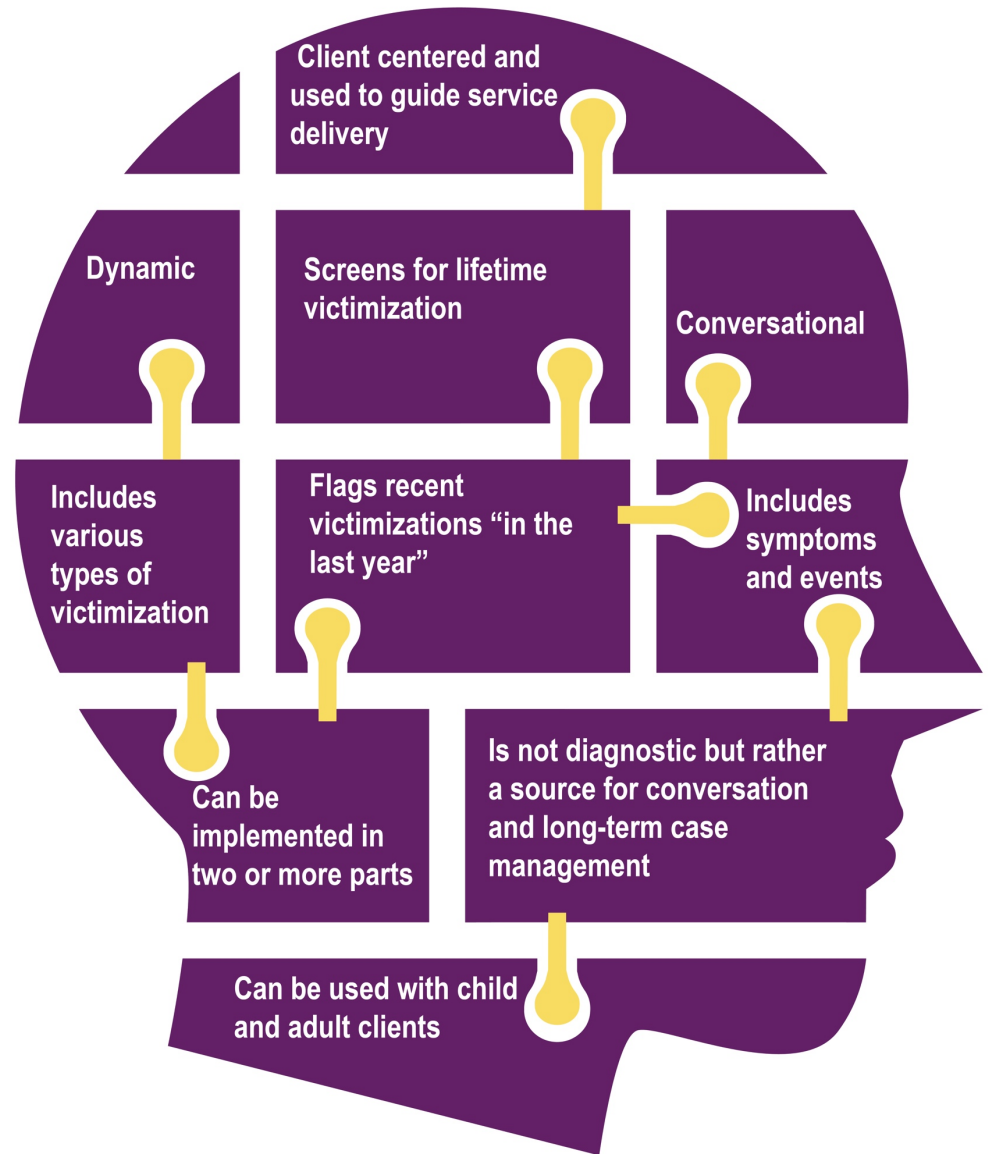 Client centered and
used to guide service
delivery
Dynamic
Screens for lifetime
victimization
Conversational
Includes
various
types of
victimization
Flags recent
victimizations “in the
last year”
Includes
symptoms
and events
Can be
implemented in
two or more parts
Is not diagnostic but rather
a source for conversation
and long-term case
management
Can be used with child
and adult clients